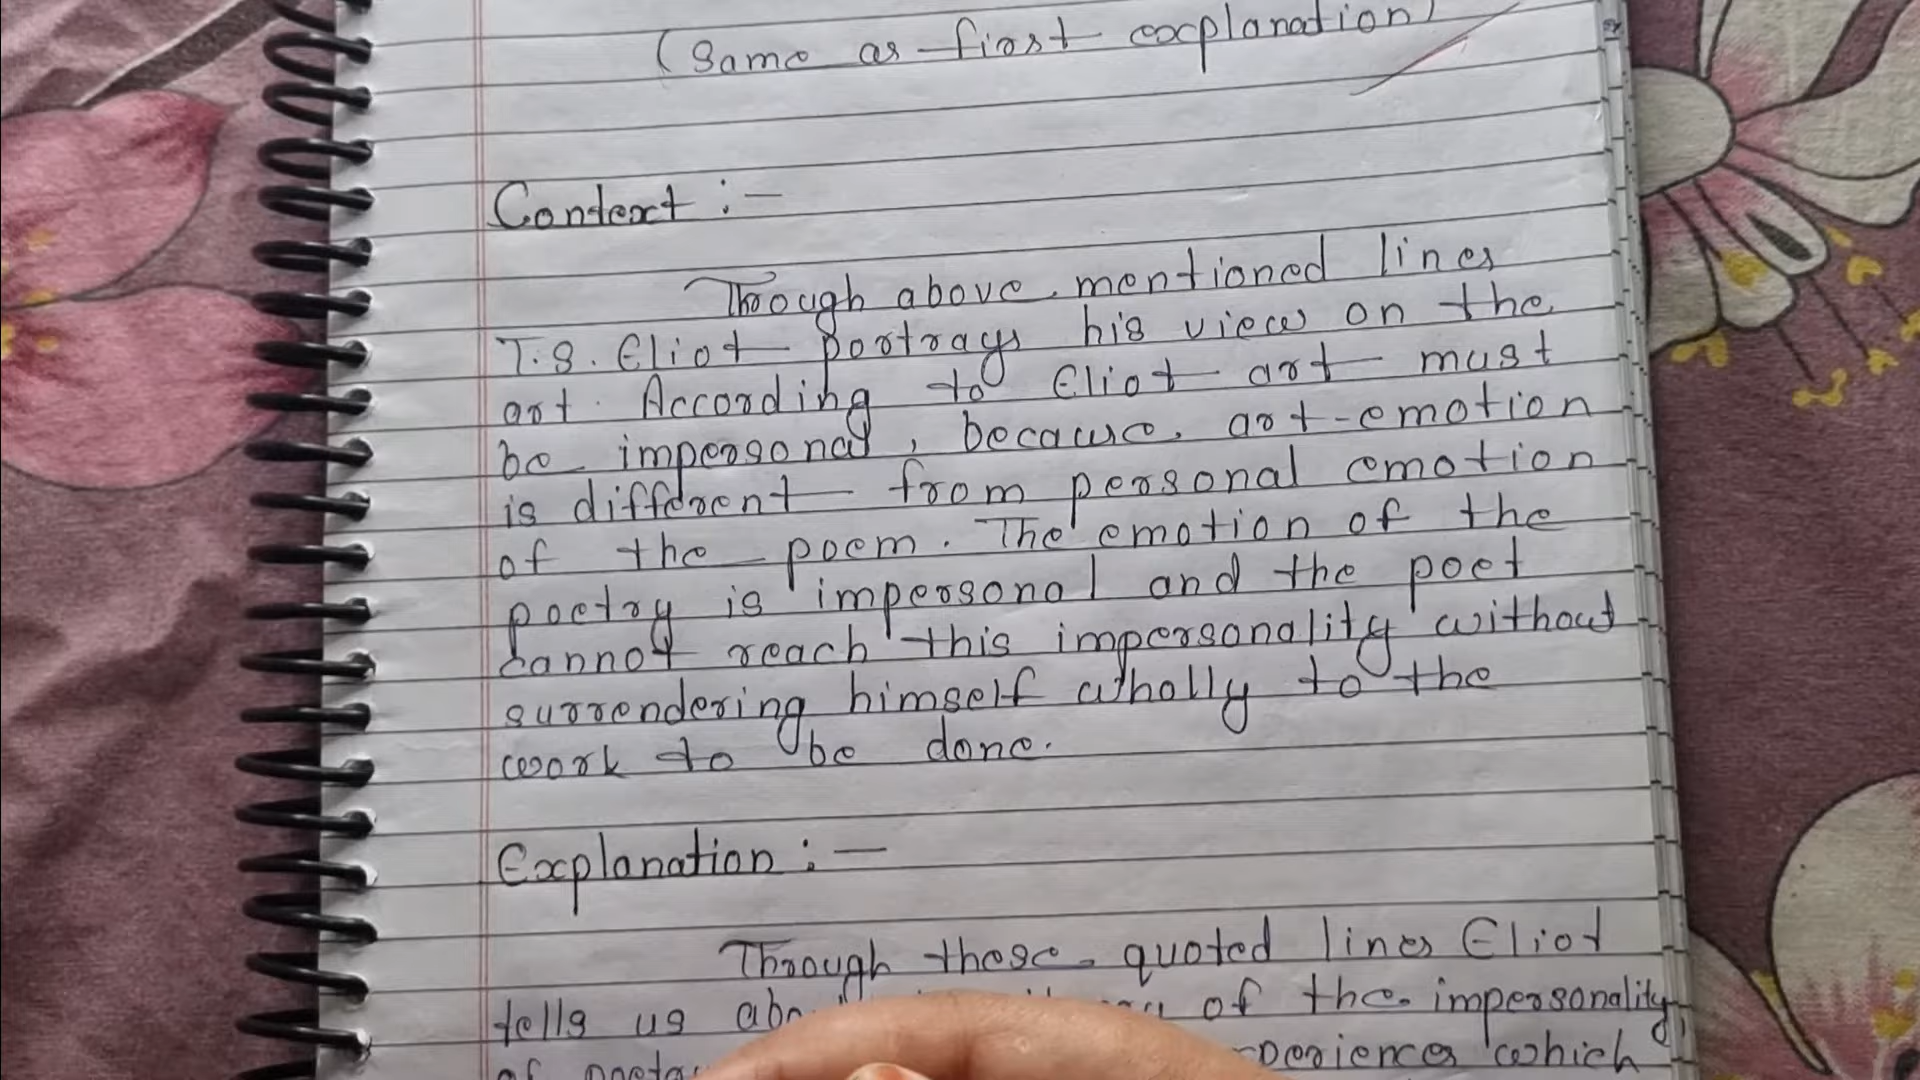 (Same as first explanation)
Context :-
Though above mentioned lines
T.S. Eliot portrays his views on the
art. According to Eliot art must
be impersonal, because, art-emotion
is different from personal emotion
of the poem. The emotion of the
poetry is impersonal and the poet
cannot reach this impersonality without
surrendering himself wholly to the
work to be done.
Explanation :-
Through these quoted lines Eliot
tells us of the impersonality
of which